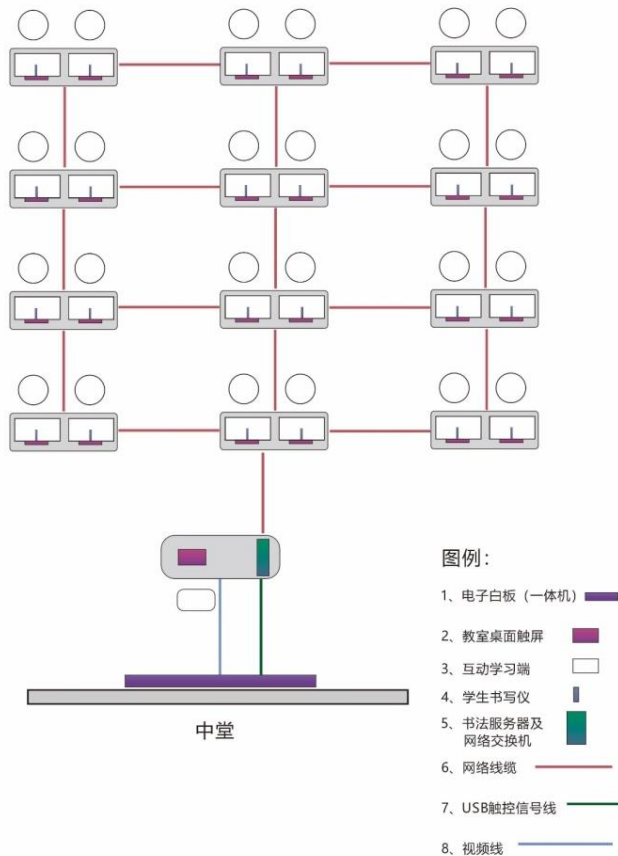 中堂
图例：
1、电子白板（一体机）
2、教室桌面触屏
3、互动学习端
4、学生书写仪
5、书法服务器及
网络交换机
6、网络线缆
7、USB触控信号线
8、视频线